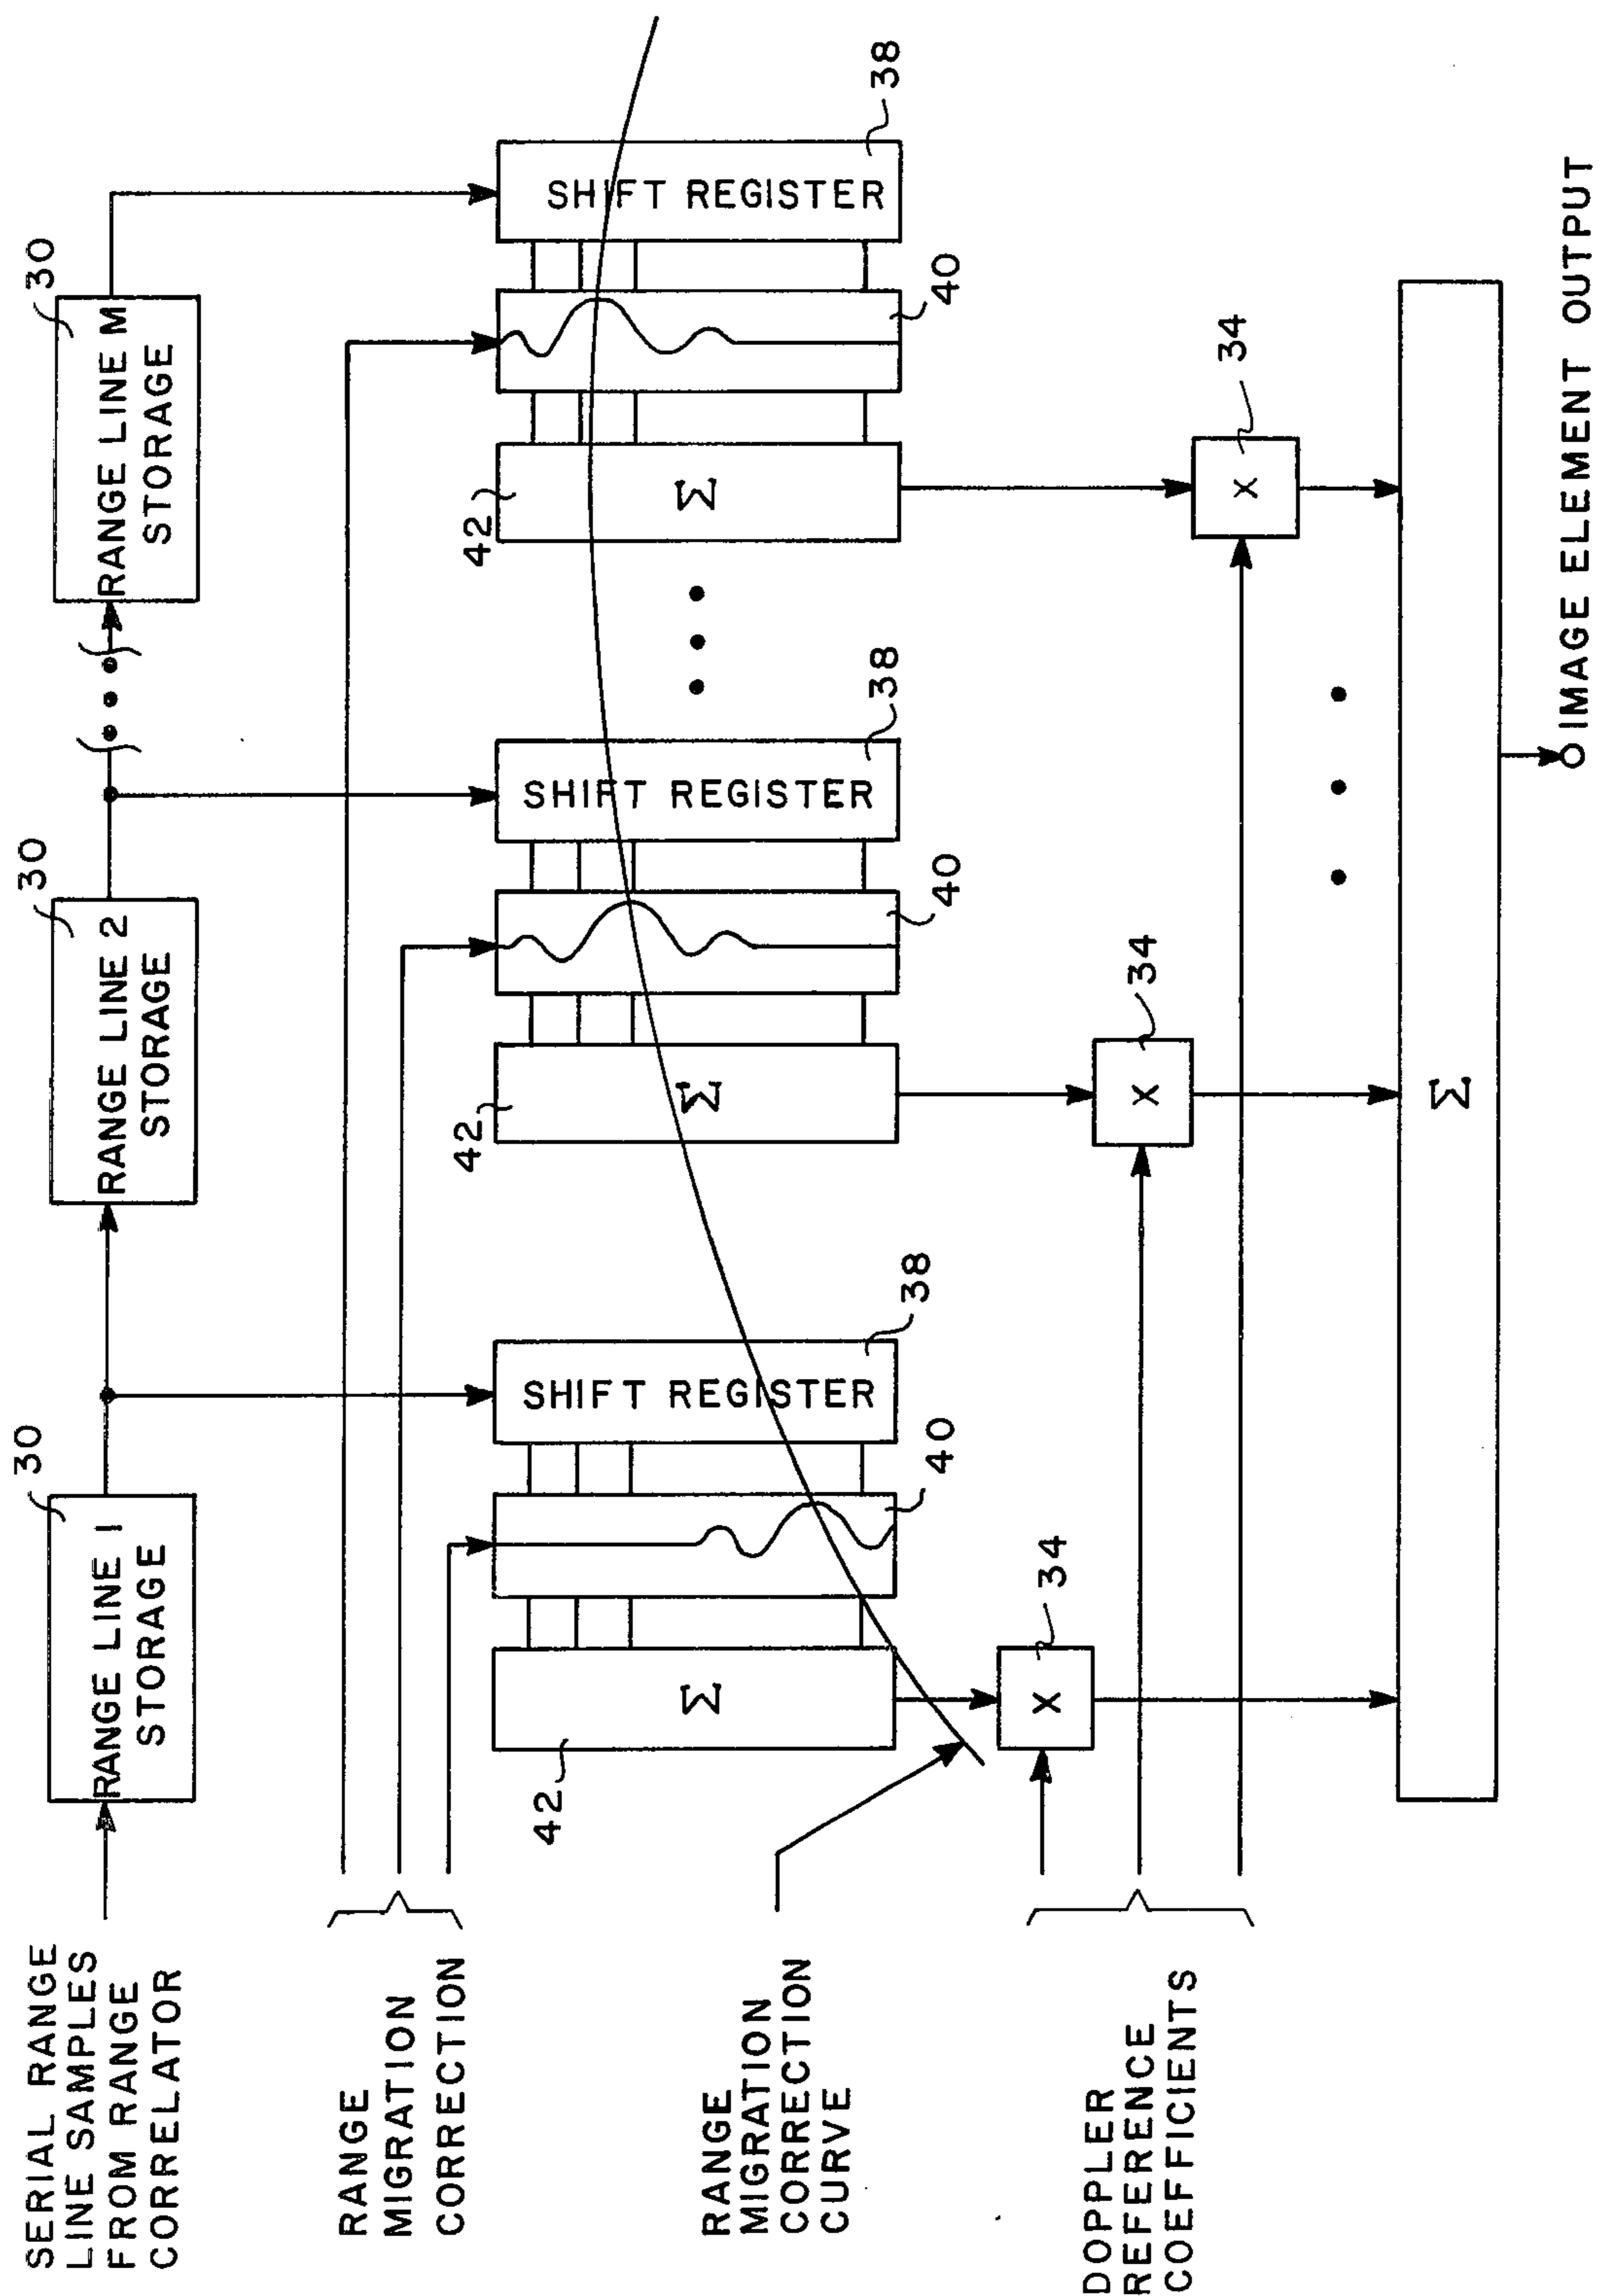 SERIAL RANGE
LINE SAMPLES
FROM RANGE
CORRELATOR
30
RANGE LINE 1
STORAGE
30
RANGE LINE 2
STORAGE
30
RANGE LINE M
STORAGE
RANGE
MIGRATION
CORRECTION
42
Σ
40
SHIFT REGISTER
38
42
Σ
40
SHIFT REGISTER
38
42
Σ
40
SHIFT REGISTER
38
RANGE
MIGRATION
CORRECTION
CURVE
X
34
X
34
X
34
DOPPLER
REFERENCE
COEFFICIENTS
Σ
IMAGE ELEMENT OUTPUT